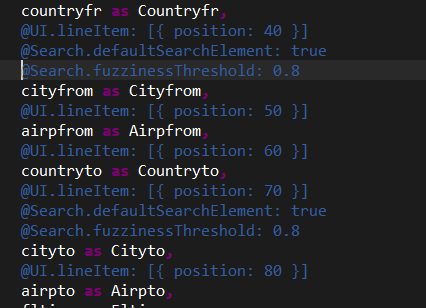 countryfr as Countryfr,
@UI.lineItem: [{ position: 40 }]
@Search.defaultSearchElement: true
@Search.fuzzinessThreshold: 0.8
cityfrom as Cityfrom,
@UI.lineItem: [{ position: 50 }]
airpfrom as Airpfrom,
@UI.lineItem: [{ position: 60 }]
countryto as Countryto,
@UI.lineItem: [{ position: 70 }]
@Search.defaultSearchElement: true
@Search.fuzzinessThreshold: 0.8
cityto as Cityto,
@UI.lineItem: [{ position: 80 }]
airpto as Airpto,